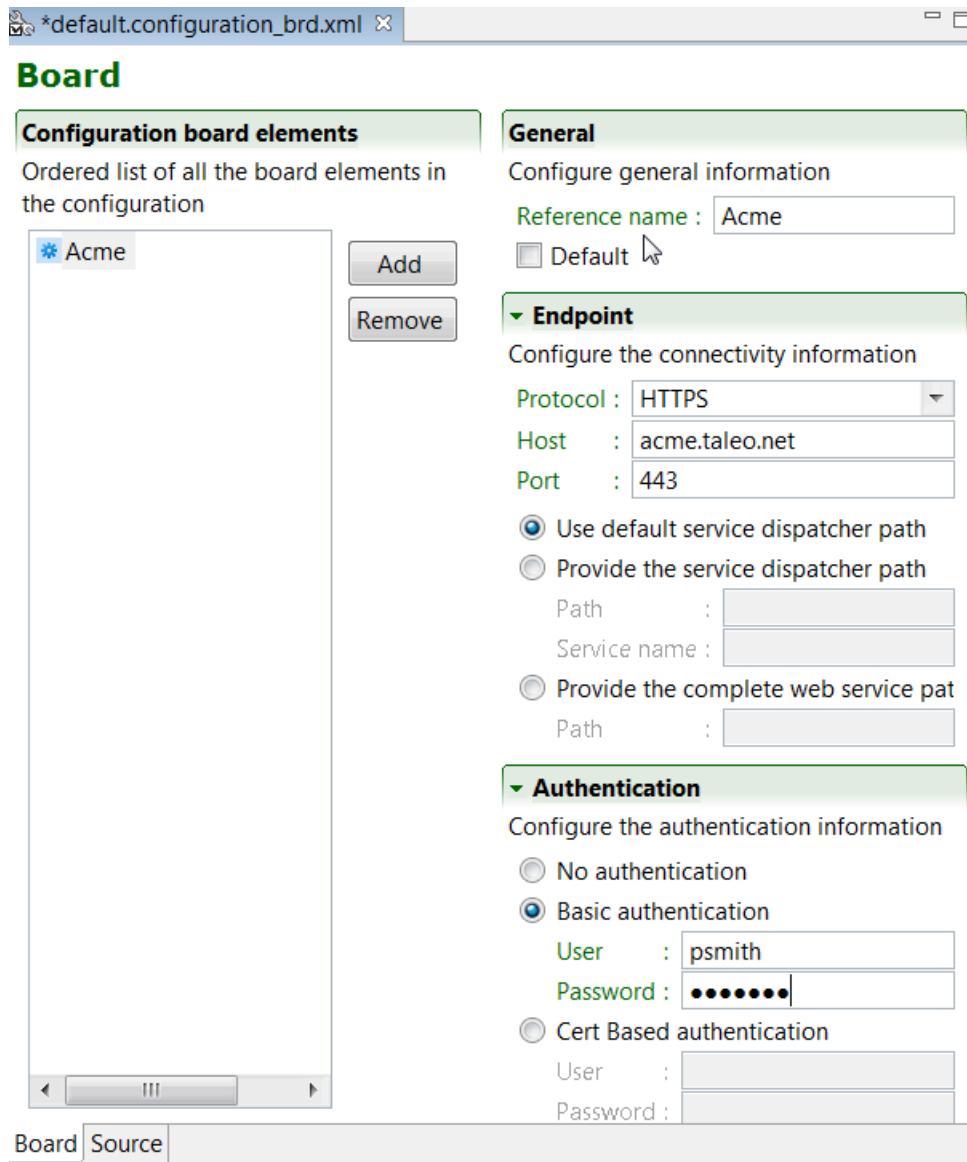 *default.configuration_brd.xml
Board
Configuration board elements
Ordered list of all the board elements in
the configuration
Acme
Add
Remove
General
Configure general information
Reference name : Acme
Default
Endpoint
Configure the connectivity information
Protocol : HTTPS
Host : acme.taleo.net
Port : 443
Use default service dispatcher path
Provide the service dispatcher path
Path :
Service name :
Provide the complete web service pat
Path :
Authentication
Configure the authentication information
No authentication
Basic authentication
User : psmith
Password : ●●●●●●●
Cert Based authentication
User :
Password :
Board Source